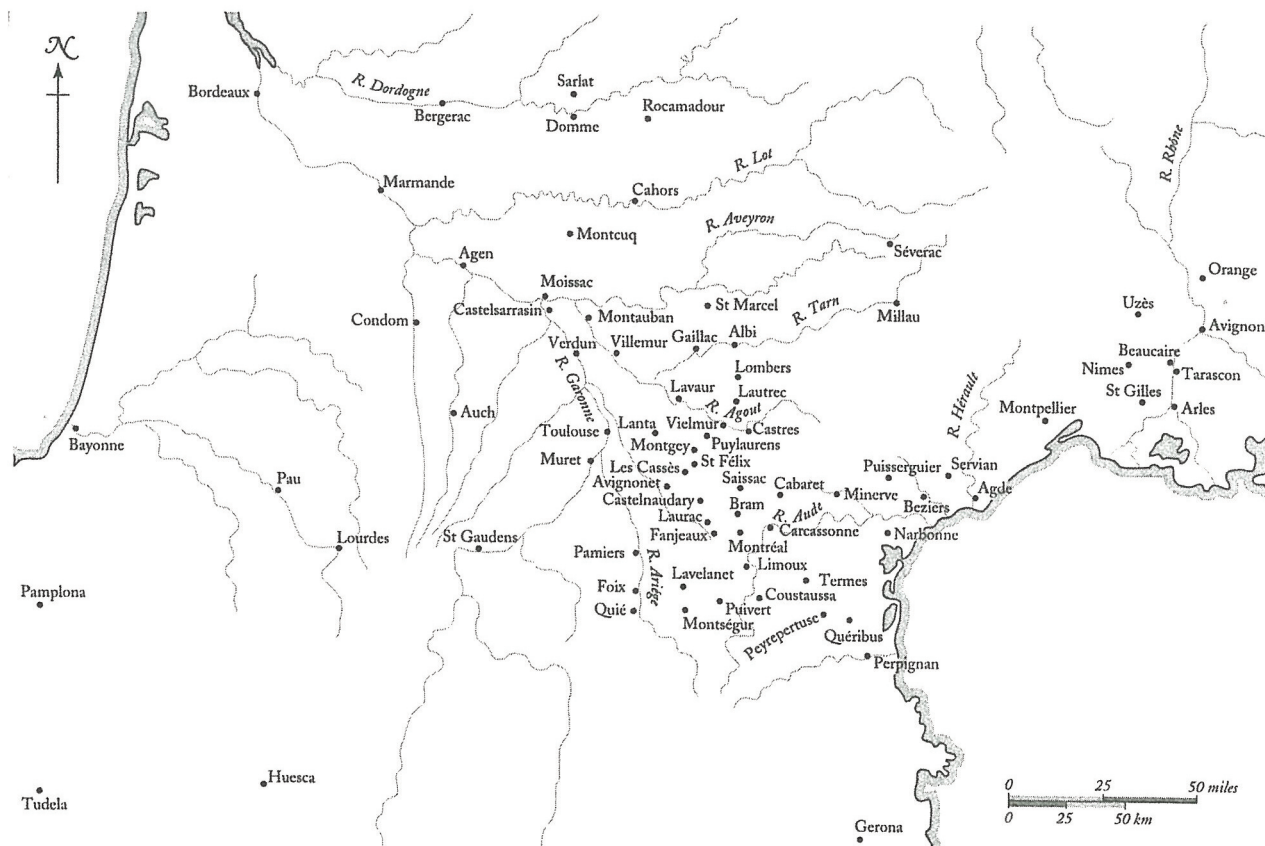 N
R. Dordogne
Sarlat
Bordeaux
Bergerac
Domme
Rocamadour
R. Rhône
R. Lot
Marmande
Cahors
R. Aveyron
Montcuq
Séverac
Agen
Orange
Moissac
Castelsarrasin
St Marcel
R. Tarn
Millau
Uzès
Condom
Montauban
Avignon
Verdun
Villemur
Gaillac
Albi
Beaucaire
Nimes
Tarascon
R. Garonne
Lombers
Lavaur
Lautrec
R. Hérault
St Gilles
Arles
R. Agout
Montpellier
Auch
Bayonne
Toulouse
Lanta
Vielmur
Castres
Montgey
Puylaurens
Muret
Les Cassès
St Félix
Puisserguier
Servian
Pau
Avignonet
Saissac
Cabaret
Minerve
Beziers
Agde
Castelnaudary
Bram
R. Aude
Laurac
Carcassonne
Fanjeaux
Montréal
Narbonne
Lourdes
St Gaudens
Pamiers
R. Ariége
Limoux
Foix
Lavelanet
Termes
Pamplona
Quié
Puivert
Coustaussa
Montségur
Peyrepertuse
Quéribus
Perpignan
Huesca
Tudela
0 25 50 miles
0 25 50 km
Gerona